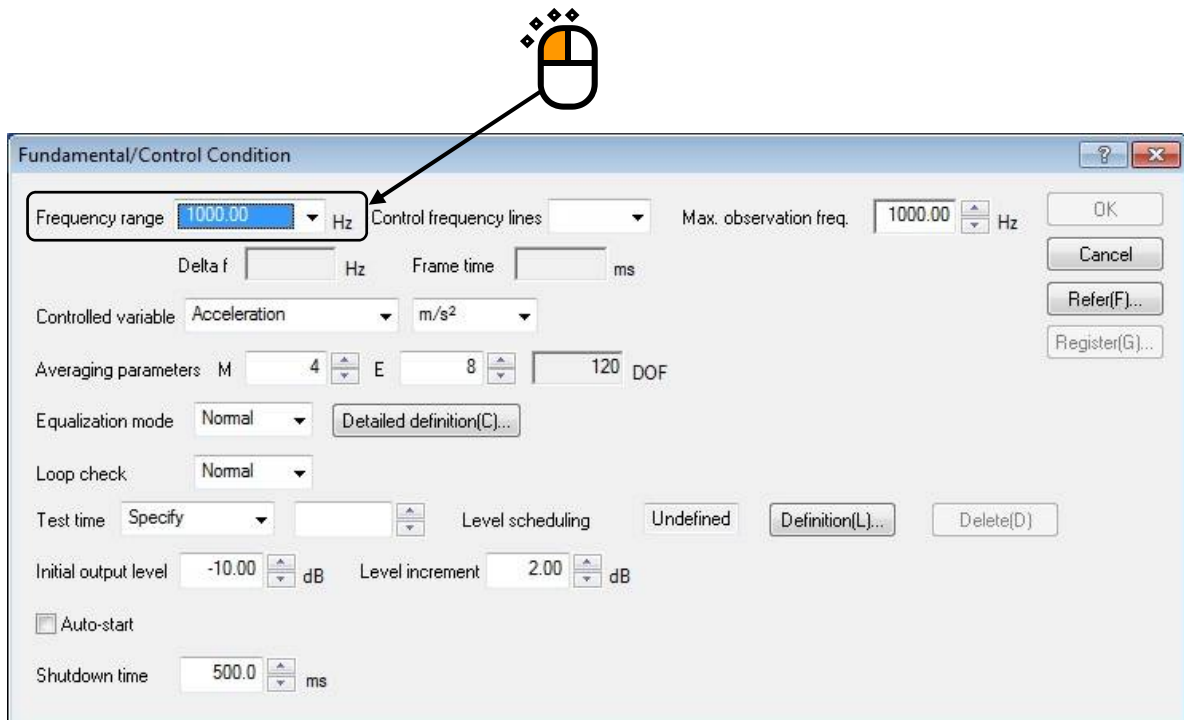 Fundamental/Control Condition
Frequency range 1000.00 Hz Control frequency lines Max. observation freq. 1000.00 Hz OK
Delta f Hz Frame time ms Cancel
Controlled variable Acceleration m/s² Refer(F)...
Averaging parameters M 4 E 8 120 DOF Register(G)...
Equalization mode Normal Detailed definition(C)...
Loop check Normal
Test time Specify Level scheduling Undefined Definition(L)... Delete(D)
Initial output level -10.00 dB Level increment 2.00 dB
Auto-start
Shutdown time 500.0 ms